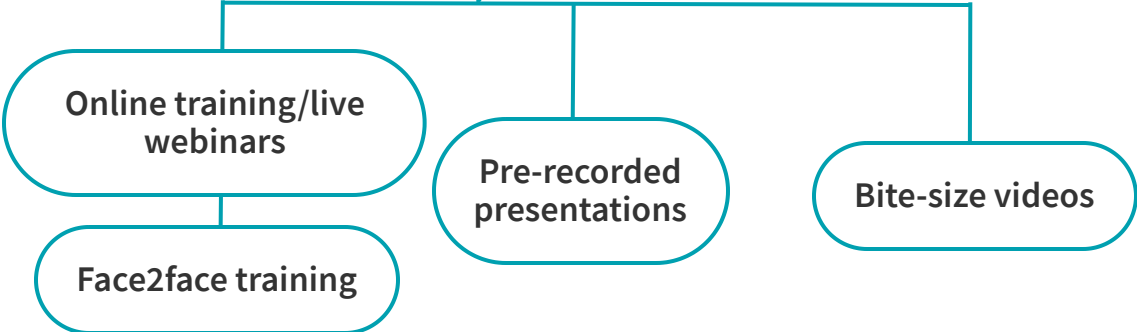 Online training/live
webinars
Pre-recorded
presentations
Bite-size videos
Face2face training